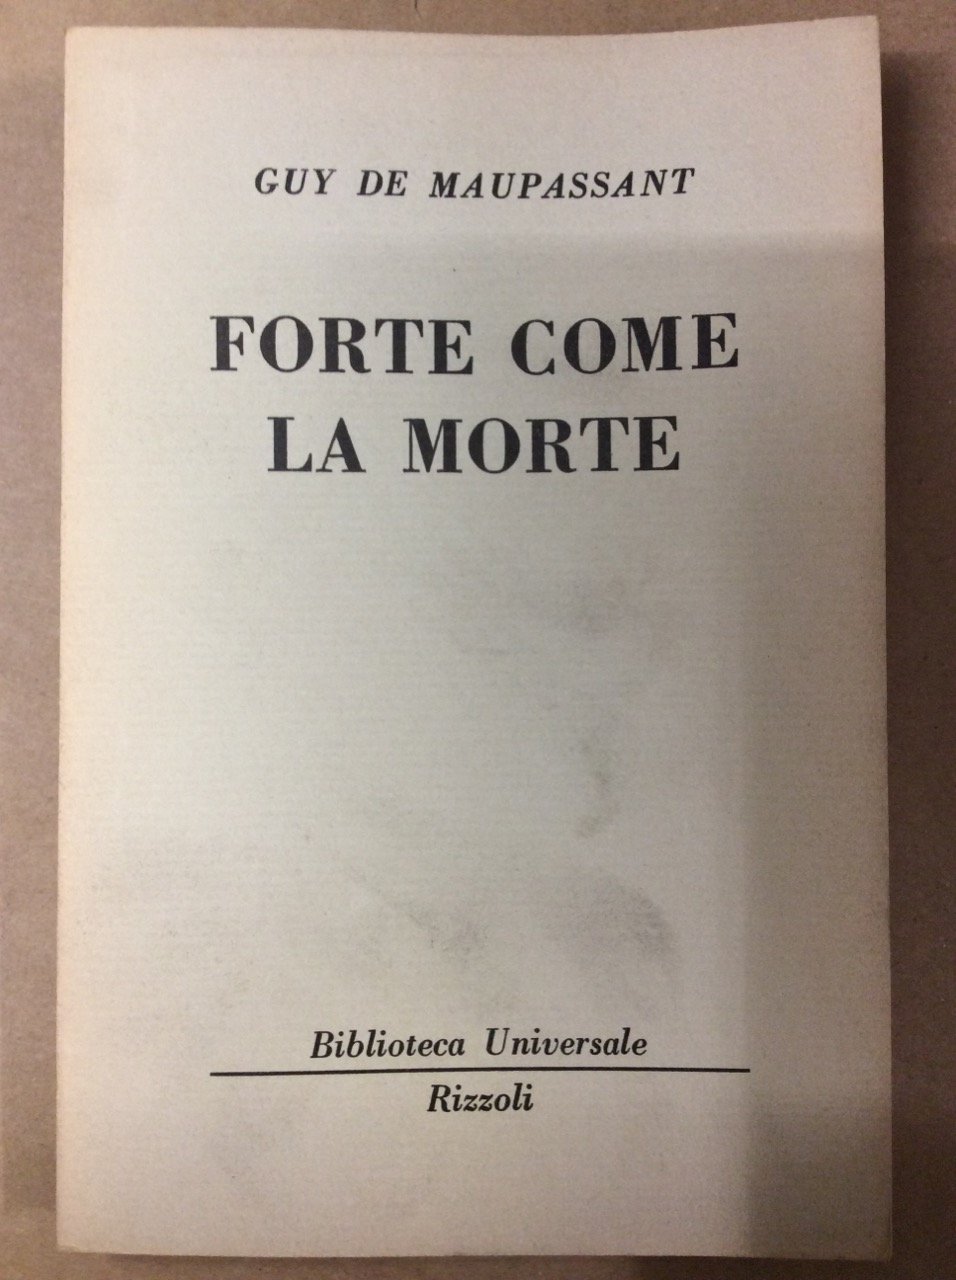 GUY DE MAUPASSANT
FORTE COME
LA MORTE
Biblioteca Universale
Rizzoli